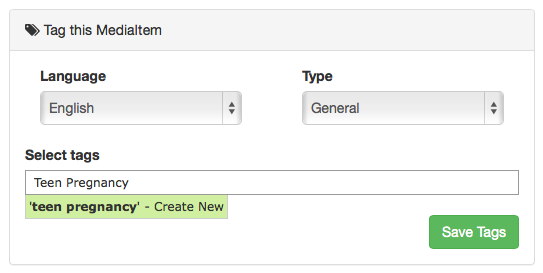 Tag this MediaItem
Language
Type
English
General
Select tags
Teen Pregnancy
'teen pregnancy' - Create New
Save Tags